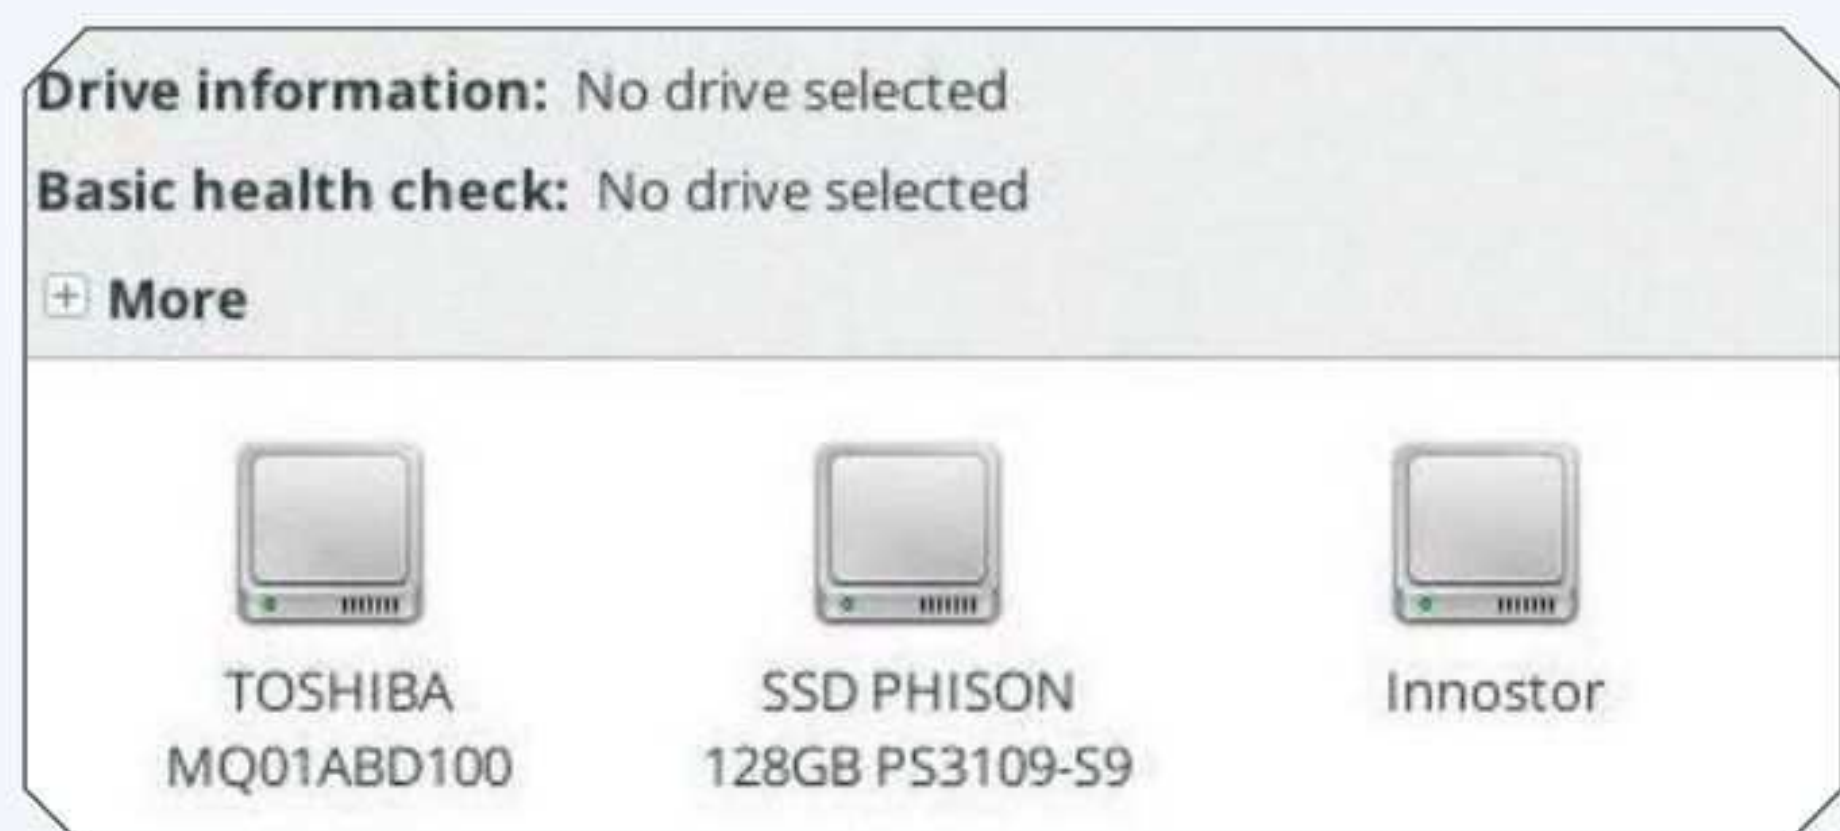 Drive information: No drive selected
Basic health check: No drive selected
More
TOSHIBA
MQ01ABD100
SSD PHISON
128GB PS3109-S9
Innostor